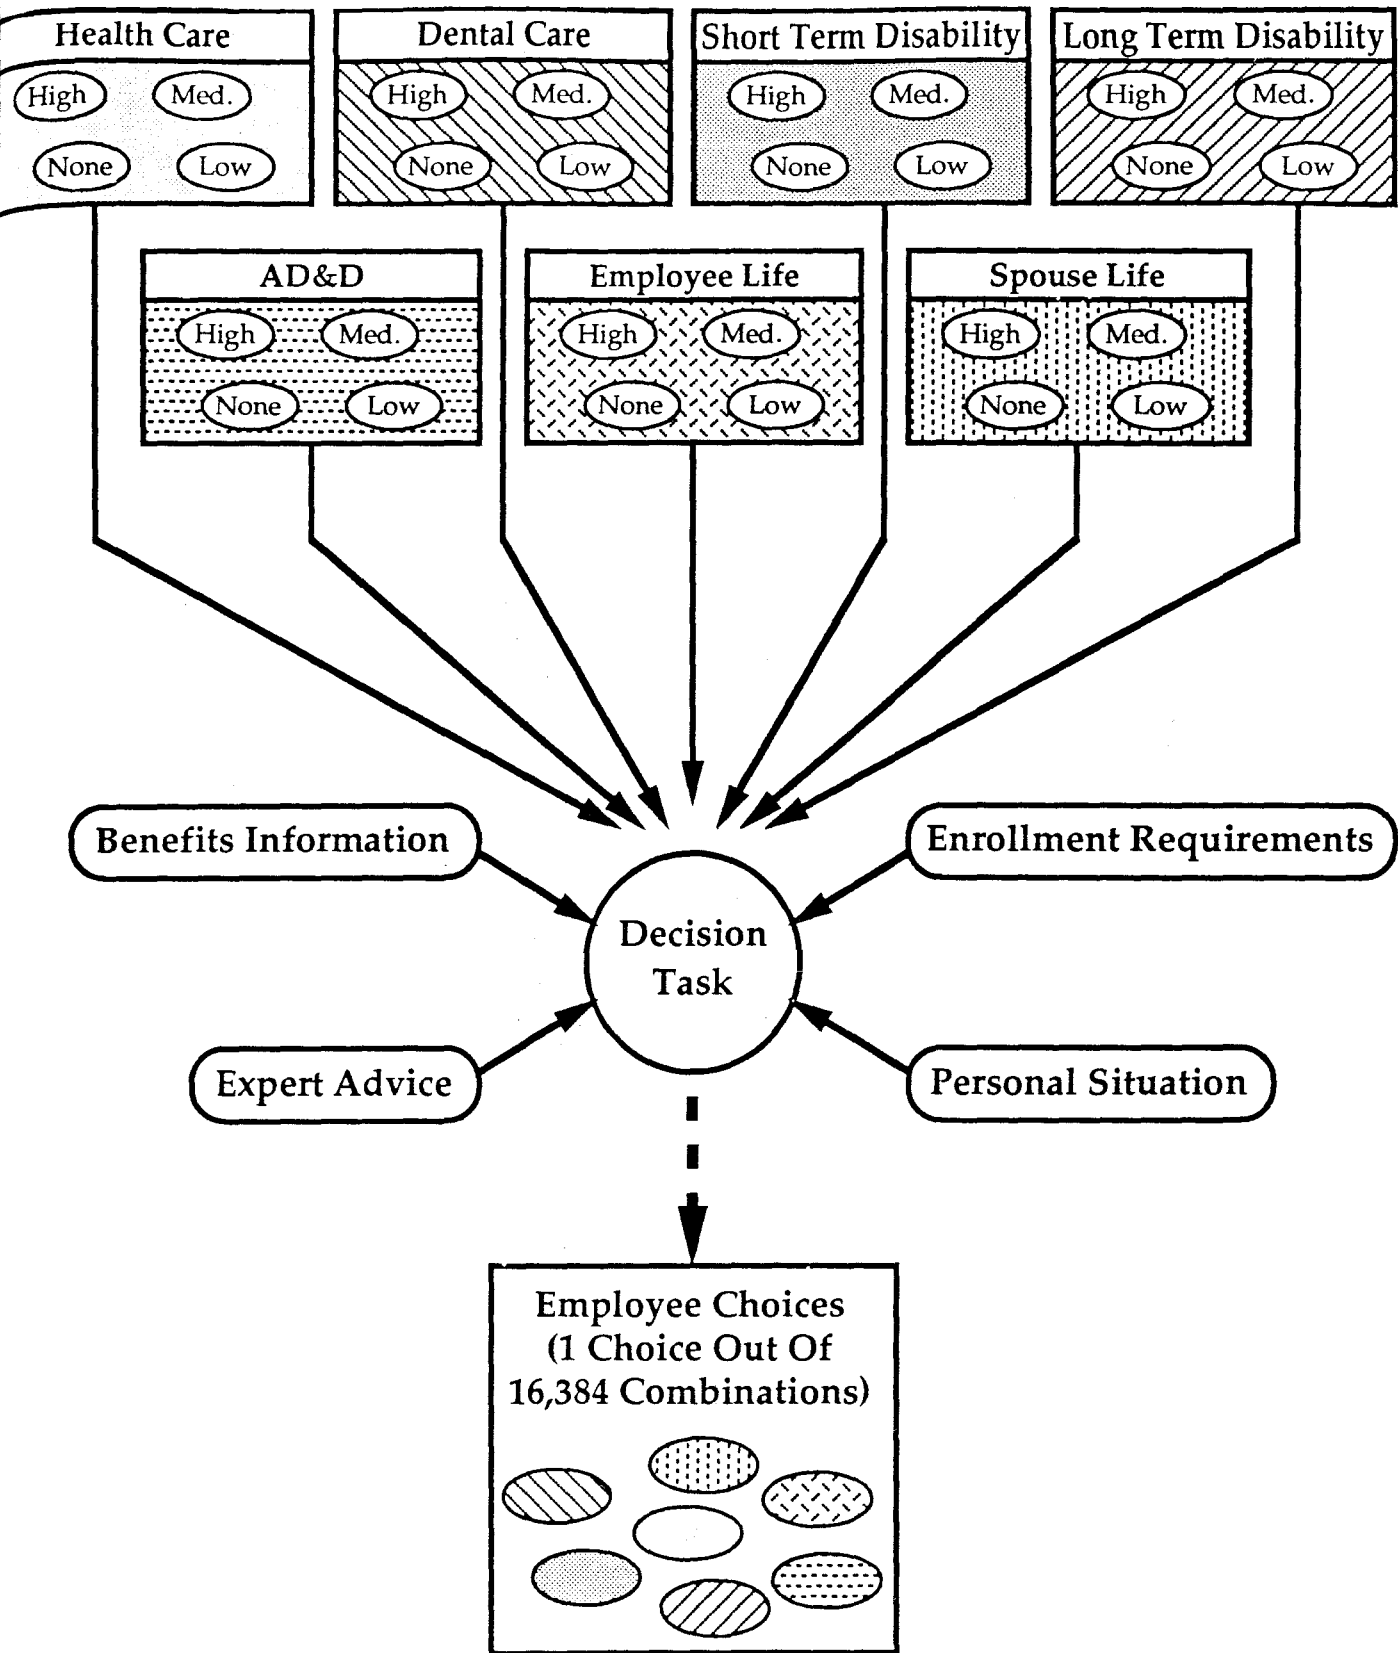 Health Care
High
Med.
None
Low
Dental Care
High
Med.
None
Low
Short Term Disability
High
Med.
None
Low
Long Term Disability
High
Med.
None
Low
AD&D
High
Med.
None
Low
Employee Life
High
Med.
None
Low
Spouse Life
High
Med.
None
Low
Benefits Information
Enrollment Requirements
Decision
Task
Expert Advice
Personal Situation
Employee Choices
(1 Choice Out Of
16,384 Combinations)